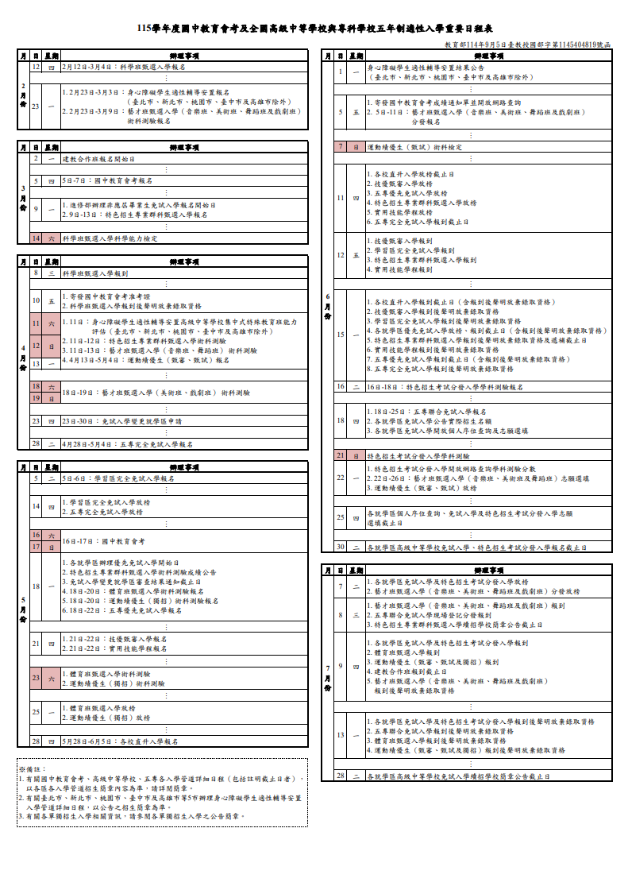 115學年度國中教育會考及全國高級中等學校與專科學校五年制適性入學重要日程表
教育部114年9月5日臺教授國部字第1145404819號函
月 日 星期 辦理事項
2月份
12 四 2月12日-3月4日：科學班甄選入學報名
⋮
23 一 1. 2月23日-3月3日：身心障礙學生適性輔導安置報名
（臺北市、新北市、桃園市、臺中市及高雄市除外）
2. 2月23日-3月9日：藝才班甄選入學（音樂班、美術班、舞蹈班及戲劇班）
術科測驗報名
月 日 星期 辦理事項
3月份
2 一 建教合作班報名開始日
⋮
5 四 5日-7日：國中教育會考報名
⋮
9 一 1. 進修部辦理非應屆畢業生免試入學報名開始日
2. 9日-13日：特色招生專業群科甄選入學報名
⋮
14 六 科學班甄選入學科學能力檢定
月 日 星期 辦理事項
4月份
8 三 科學班甄選入學報到
⋮
10 五 1. 寄發國中教育會考准考證
2. 科學班甄選入學報到後聲明放棄錄取資格
11 六
12 日
13 一
1. 11日：身心障礙學生適性輔導安置高級中等學校集中式特殊教育班能力
評估（臺北市、新北市、桃園市、臺中市及高雄市除外）
2. 11日-12日：特色招生專業群科甄選入學術科測驗
3. 11日-13日：藝才班甄選入學（音樂班、舞蹈班）術科測驗
4. 4月13日-5月4日：運動績優生（甄審、甄試）報名
⋮
18 六
19 日
18日-19日：藝才班甄選入學（美術班、戲劇班）術科測驗
⋮
23 四 23日-30日：免試入學變更就學區申請
⋮
28 二 4月28日-5月4日：五專完全免試入學報名
月 日 星期 辦理事項
5月份
5 二 5日-6日：學習區完全免試入學報名
⋮
14 四 1. 學習區完全免試入學放榜
2. 五專完全免試入學放榜
⋮
16 六
17 日
16日-17日：國中教育會考
18 一 1. 各就學區辦理優先免試入學開始日
2. 特色招生專業群科甄選入學術科測驗成績公告
3. 免試入學變更就學區審查結果通知截止日
4. 18日-20日：體育班甄選入學術科測驗報名
5. 18日-20日：運動績優生（獨招）術科測驗報名
6. 18日-22日：五專優先免試入學報名
⋮
21 四 1. 21日-22日：技優甄審入學報名
2. 21日-22日：實用技能學程報名
⋮
23 六 1. 體育班甄選入學術科測驗
2. 運動績優生（獨招）術科測驗
⋮
25 一 1. 體育班甄選入學放榜
2. 運動績優生（獨招）放榜
⋮
28 四 5月28日-6月5日：各校直升入學報名
※備註：
1. 有關國中教育會考、高級中等學校、五專各入學管道詳細日程（包括註明截止日者），
以各區各入學管道招生簡章內容為準，請詳閱簡章。
2. 有關臺北市、新北市、桃園市、臺中市及高雄市等5市辦理身心障礙學生適性輔導安置
入學管道詳細日程，以公告之招生簡章為準。
3. 有關各單獨招生入學相關資訊，請參閱各單獨招生入學之公告簡章。
月 日 星期 辦理事項
6月份
1 一 身心障礙學生適性輔導安置結果公告
（臺北市、新北市、桃園市、臺中市及高雄市除外）
⋮
5 五 1. 寄發國中教育會考成績通知單並開放網路查詢
2. 5日-11日：藝才班甄選入學（音樂班、美術班、舞蹈班及戲劇班）
分發報名
⋮
7 日 運動績優生（甄試）術科檢定
⋮
11 四 1. 各校直升入學放榜截止日
2. 技優甄審入學放榜
3. 五專優先免試入學放榜
4. 特色招生專業群科甄選入學放榜
5. 實用技能學程放榜
6. 五專完全免試入學報到截止日
12 五 1. 技優甄審入學報到
2. 學習區完全免試入學報到
3. 特色招生專業群科甄選入學報到
4. 實用技能學程報到
⋮
15 一 1. 各校直升入學報到截止日（含報到後聲明放棄錄取資格）
2. 技優甄審入學報到後聲明放棄錄取資格
3. 學習區完全免試入學報到後聲明放棄錄取資格
4. 各就學區優先免試入學放榜、報到截止日（含報到後聲明放棄錄取資格）
5. 特色招生專業群科甄選入學報到後聲明放棄錄取資格及遞補截止日
6. 實用技能學程報到後聲明放棄錄取資格
7. 五專優先免試入學報到截止日（含報到後聲明放棄錄取資格）
8. 五專完全免試入學報到後聲明放棄錄取資格
16 二 16日-18日：特色招生考試分發入學學科測驗報名
⋮
18 四 1. 18日-25日：五專聯合免試入學報名
2. 各就學區免試入學公告實際招生名額
3. 各就學區免試入學開放個人序位查詢及志願選填
⋮
21 日 特色招生考試分發入學學科測驗
22 一 1. 特色招生考試分發入學開放網路查詢學科測驗分數
2. 22日-26日：藝才班甄選入學（音樂班、美術班及舞蹈班）志願選填
3. 運動績優生（甄審、甄試）放榜
⋮
25 四 各就學區個人序位查詢、免試入學及特色招生考試分發入學志願
選填截止日
⋮
30 二 各就學區高級中等學校免試入學、特色招生考試分發入學報名截止日
月 日 星期 辦理事項
7月份
7 二 1. 各就學區免試入學及特色招生考試分發入學放榜
2. 藝才班甄選入學（音樂班、美術班、舞蹈班及戲劇班）分發放榜
8 三 1. 藝才班甄選入學（音樂班、美術班、舞蹈班及戲劇班）報到
2. 五專聯合免試入學現場登記分發報到
3. 特色招生專業群科甄選入學續招學校簡章公告截止日
9 四 1. 各就學區免試入學及特色招生考試分發入學報到
2. 體育班甄選入學報到
3. 運動績優生（甄審、甄試及獨招）報到
4. 建教合作班報到截止日
5. 藝才班甄選入學（音樂班、美術班、舞蹈班及戲劇班）
報到後聲明放棄錄取資格
⋮
13 一 1. 各就學區免試入學及特色招生考試分發入學報到後聲明放棄錄取資格
2. 五專聯合免試入學報到後聲明放棄錄取資格
3. 體育班甄選入學報到後聲明放棄錄取資格
4. 運動績優生（甄審、甄試及獨招）報到後聲明放棄錄取資格
⋮
28 二 各就學區高級中等學校免試入學續招學校簡章公告截止日